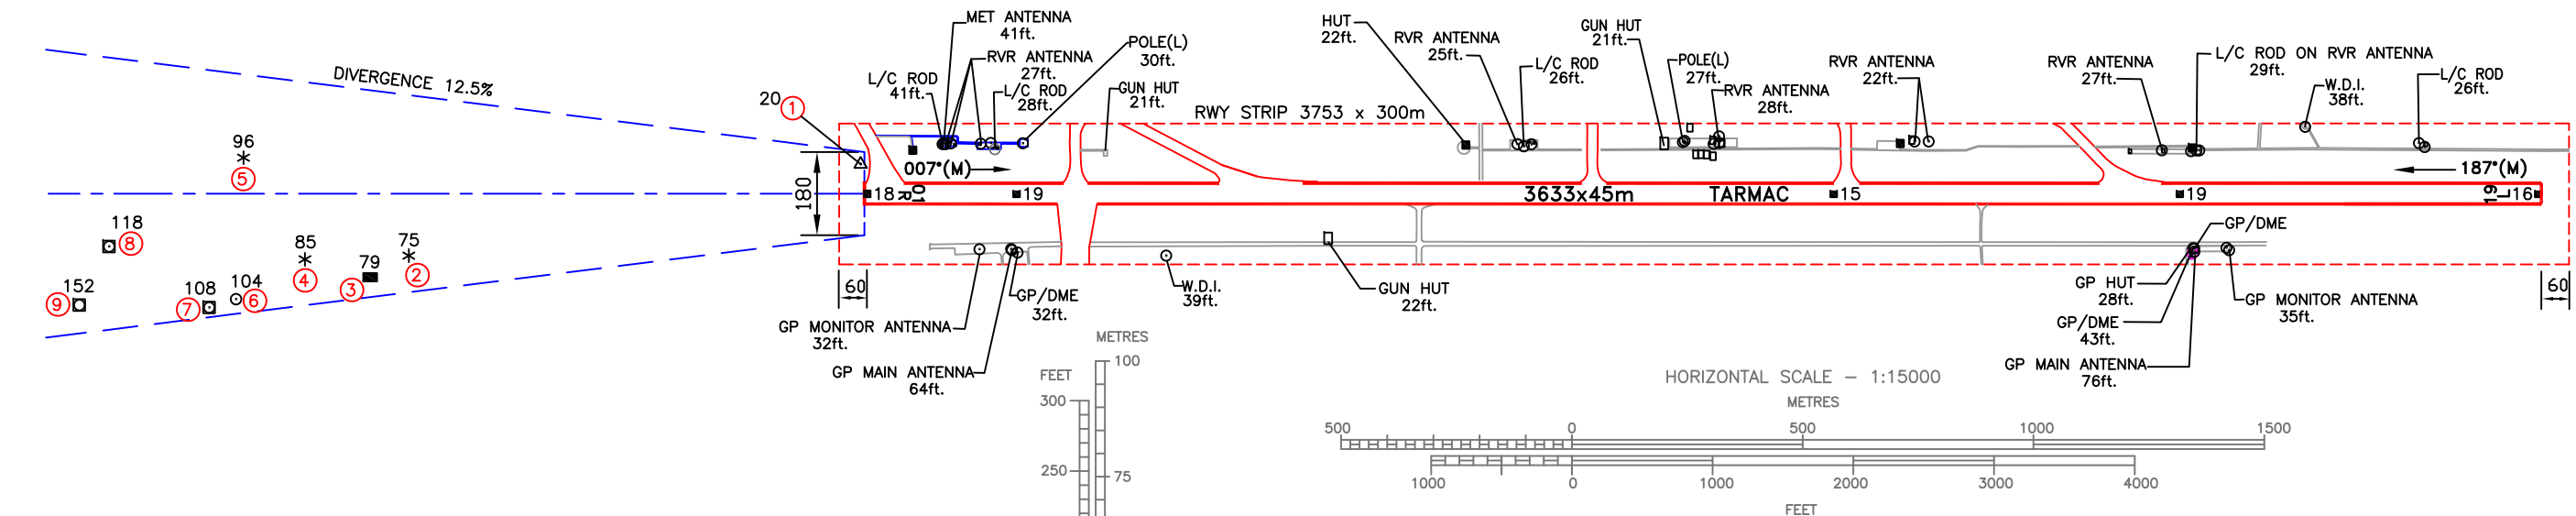 MET ANTENNA
41ft.
HUT
22ft.
GUN HUT
21ft.
RVR ANTENNA
25ft.
POLE(L)
30ft.
RVR ANTENNA
27ft.
L/C ROD
41ft.
L/C ROD
28ft.
GUN HUT
21ft.
L/C ROD
26ft.
POLE(L)
27ft.
RVR ANTENNA
28ft.
RVR ANTENNA
22ft.
RVR ANTENNA
27ft.
L/C ROD ON RVR ANTENNA
29ft.
W.D.I.
38ft.
L/C ROD
26ft.
DIVERGENCE 12.5%
20 1
RWY STRIP 3753 x 300m
96
5
007°(M)
187°(M)
180
18
01
R
19
3633x45m
TARMAC
15
19
19
L
16
118
8
85
4
79
3
75
2
152
9
108
7
104
6
60
60
GP/DME
GP/DME
32ft.
W.D.I.
39ft.
GUN HUT
22ft.
GP HUT
28ft.
GP MONITOR ANTENNA
35ft.
GP MONITOR ANTENNA
32ft.
GP/DME
43ft.
GP MAIN ANTENNA
64ft.
GP MAIN ANTENNA
76ft.
METRES
100
FEET
300
250
75
HORIZONTAL SCALE - 1:15000
METRES
500 0 500 1000 1500
1000 0 1000 2000 3000 4000
FEET